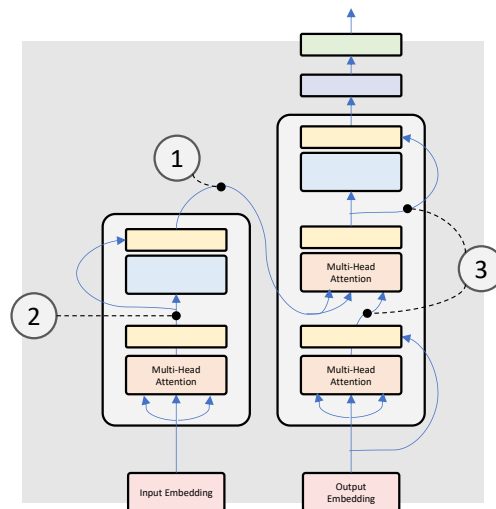 1
Multi-Head
Attention
3
2
Multi-Head
Attention
Multi-Head
Attention
Input Embedding
Output
Embedding